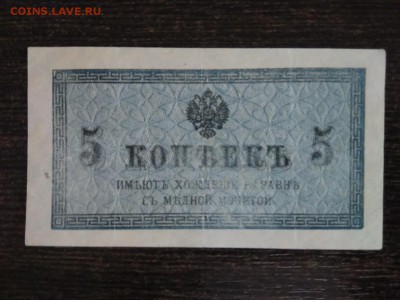 COINS.LAVE.RU
5 КОПѢЕКЪ 5
ИМѢЮТЪ ХОЖДЕНІЕ НАРАВНѢ
СЪ МѢДНОЙ МОНЕТОЙ